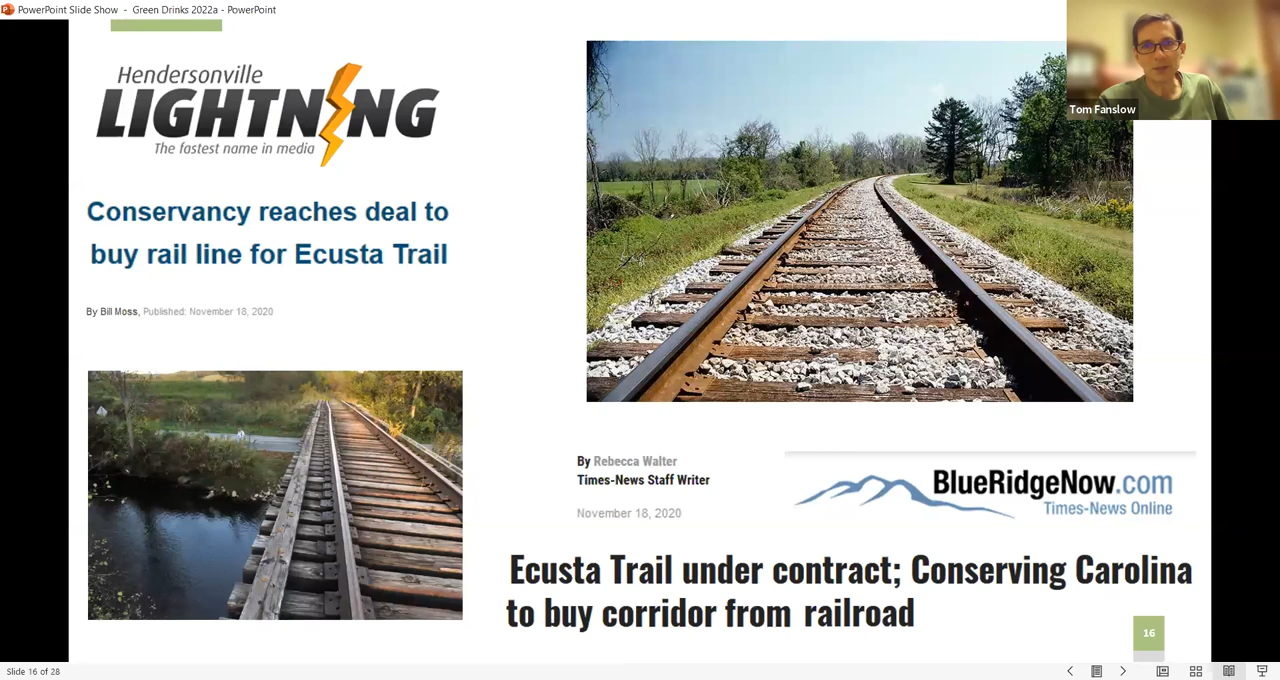 PowerPoint Slide Show - Green Drinks 2022a - PowerPoint
Tom Fanslow
Hendersonville
LIGHTNING
The fastest name in media
Conservancy reaches deal to
buy rail line for Ecusta Trail
By Bill Moss, Published: November 18, 2020
By Rebecca Walter
Times-News Staff Writer
November 18, 2020
BlueRidgeNow.com
Times-News Online
Ecusta Trail under contract; Conserving Carolina
to buy corridor from railroad
16
Slide 16 of 28